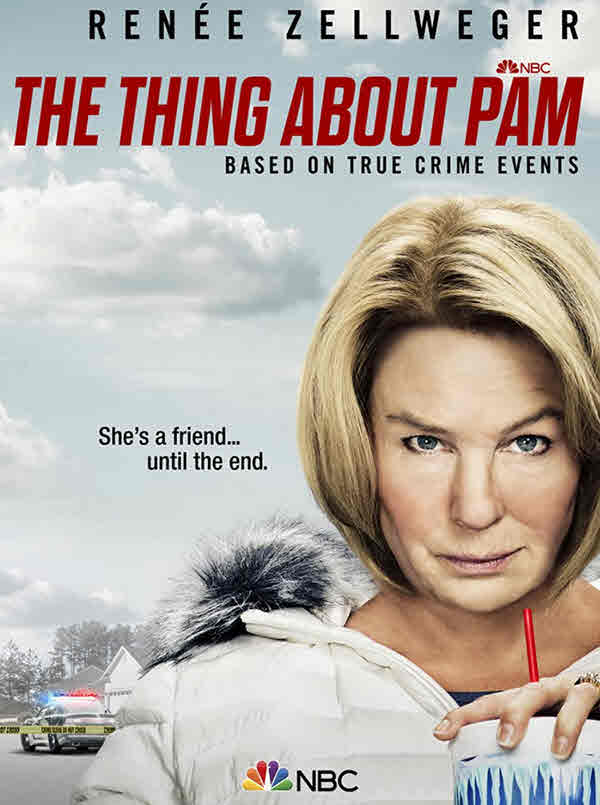 RENÉE ZELLWEGER
NBC
THE THING ABOUT PAM
BASED ON TRUE CRIME EVENTS
She's a friend...
until the end.
NBC